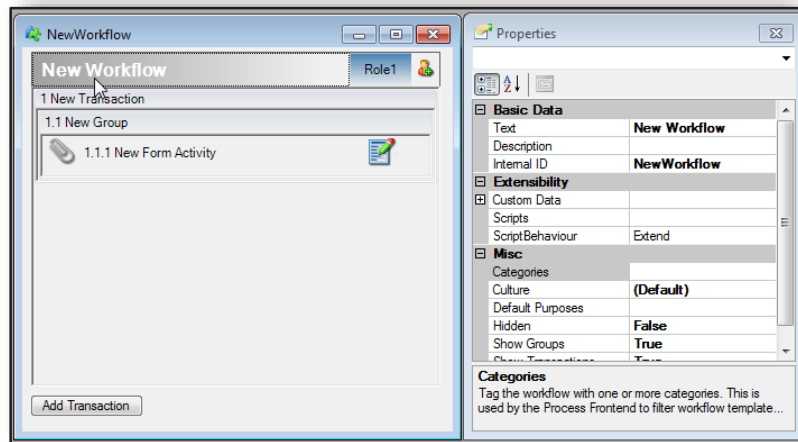 NewWorkflow
New Workflow
Role1
1 New Transaction
1.1 New Group
1.1.1 New Form Activity
Add Transaction
Properties
Basic Data
Text New Workflow
Description
Internal ID NewWorkflow
Extensibility
Custom Data
Scripts
ScriptBehaviour Extend
Misc
Categories
Culture (Default)
Default Purposes
Hidden False
Show Groups True
Show Transactions True
Categories
Tag the workflow with one or more categories. This is
used by the Process Frontend to filter workflow template...